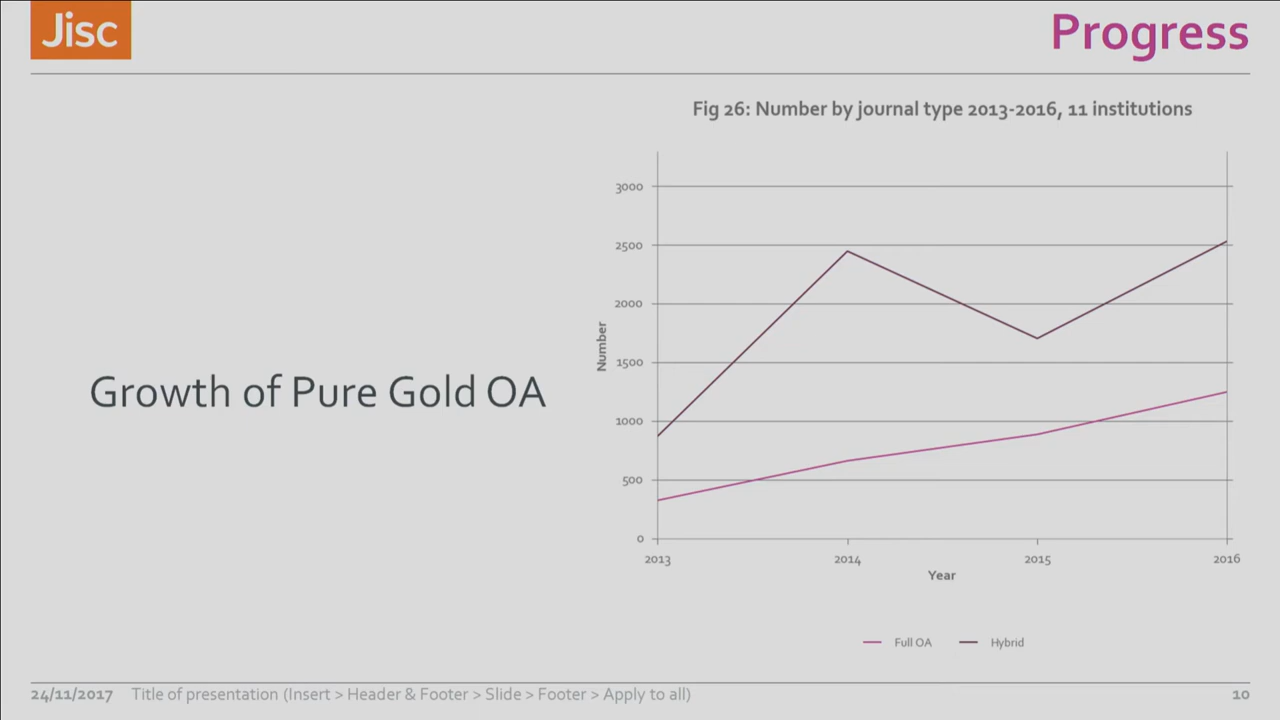 Jisc
Progress
Fig 26: Number by journal type 2013-2016, 11 institutions
3000
2500
2000
1500
1000
500
0
Number
2013
2014
2015
2016
Year
Full OA
Hybrid
Growth of Pure Gold OA
24/11/2017 Title of presentation (Insert > Header & Footer > Slide > Footer > Apply to all)
10